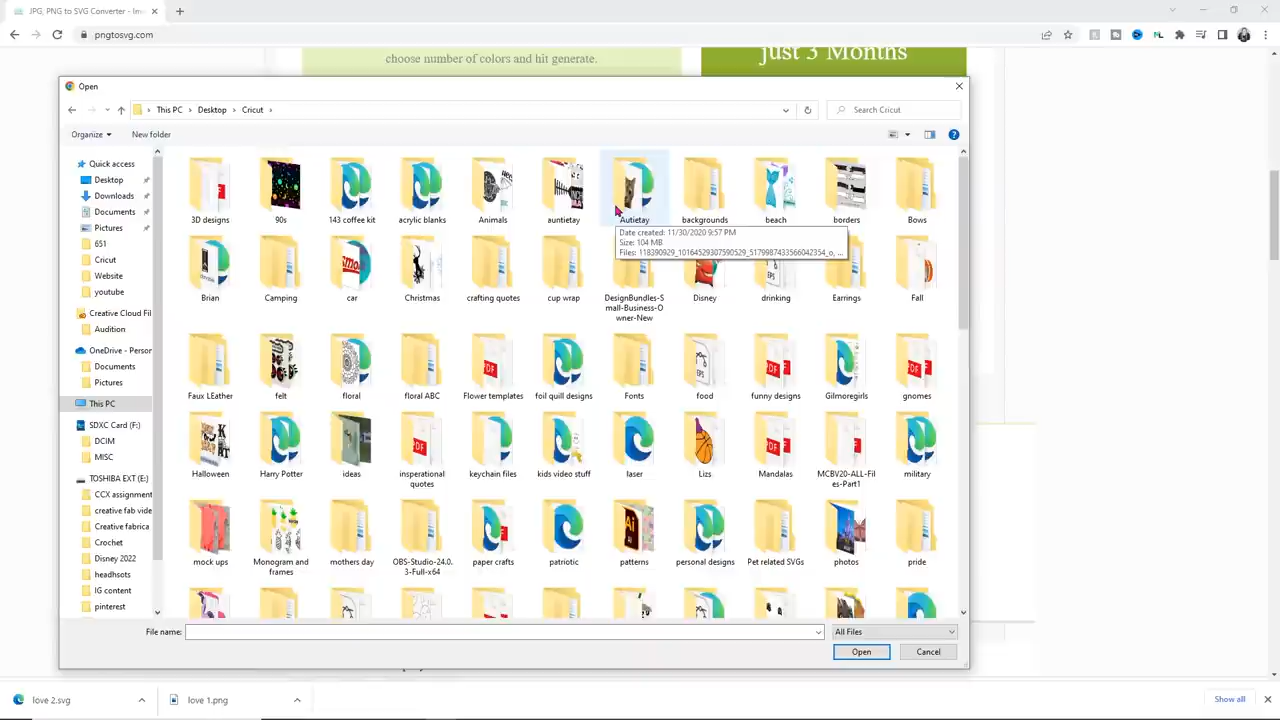 JPG, PNG to SVG Converter - Im
pngtosvg.com
choose number of colors and hit generate.
just 3 Months
Open
This PC > Desktop > Cricut >
Search Cricut
Organize
New folder
Quick access
Desktop
Downloads
Documents
Pictures
651
Cricut
Website
youtube
Creative Cloud Fil
Audition
OneDrive - Person
Documents
Pictures
This PC
SDXC Card (F:)
DCIM
MISC
TOSHIBA EXT (E:)
CCX assignment
creative fab vide
Creative fabrica
Crochet
Disney 2022
headhsots
IG content
pinterest
3D designs
90s
143 coffee kit
acrylic blanks
Animals
auntietay
Autietay
backgrounds
beach
borders
Bows
Date created: 11/30/2020 9:57 PM
Size: 104 MB
Files: 118390929_10164529307590529_5179987433566042354_o, ...
Brian
Camping
car
Christmas
crafting quotes
cup wrap
DesignBundles-S
mall-Business-O
wner-New
Disney
drinking
Earrings
Fall
Faux LEather
felt
floral
floral ABC
Flower templates
foil quill designs
Fonts
food
funny designs
Gilmoregirls
gnomes
Halloween
Harry Potter
ideas
insperational
quotes
keychain files
kids video stuff
laser
Lizs
Mandalas
MCBV20-ALL-Fil
es-Part1
military
mock ups
Monogram and
frames
mothers day
OBS-Studio-24.0.
3-Full-x64
paper crafts
patriotic
patterns
personal designs
Pet related SVGs
photos
pride
File name:
All Files
Open
Cancel
love 2.svg
love 1.png
Show all